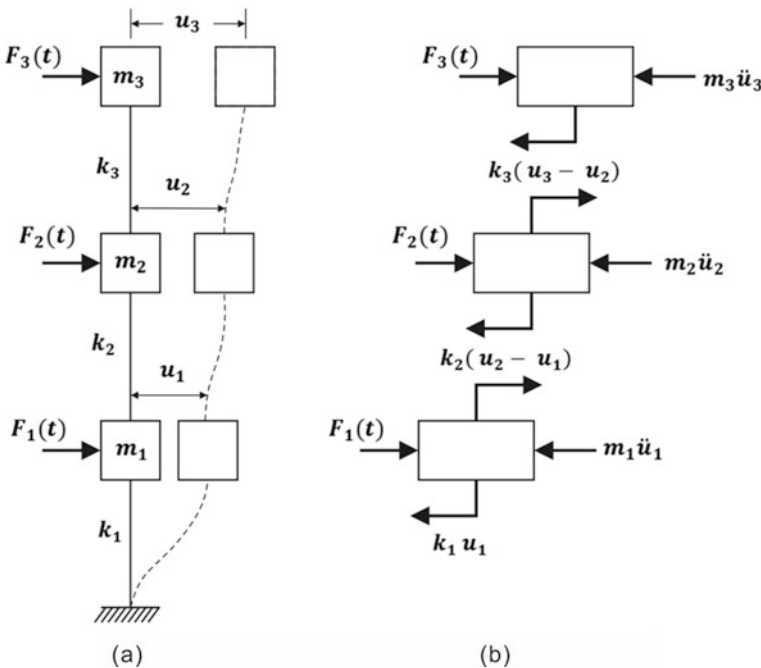 u₃
F₃(t)
m₃
k₃
u₂
F₂(t)
m₂
k₂
u₁
F₁(t)
m₁
k₁
(a)
F₃(t)
m₃ü₃
k₃( u₃ − u₂)
F₂(t)
m₂ü₂
k₂( u₂ − u₁)
F₁(t)
m₁ü₁
k₁ u₁
(b)